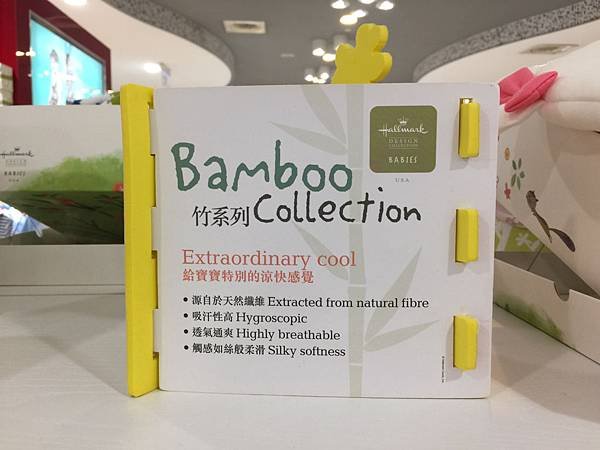 Hallmark
DESIGN
COLLECTION
BABIES
U.S.A
Bamboo
竹系列 Collection
Extraordinary cool
給寶寶特別的涼快感覺
• 源自於天然纖維 Extracted from natural fibre
• 吸汗性高 Hygroscopic
• 透氣通爽 Highly breathable
• 觸感如絲般柔滑 Silky softness
Hallmark
BABIES